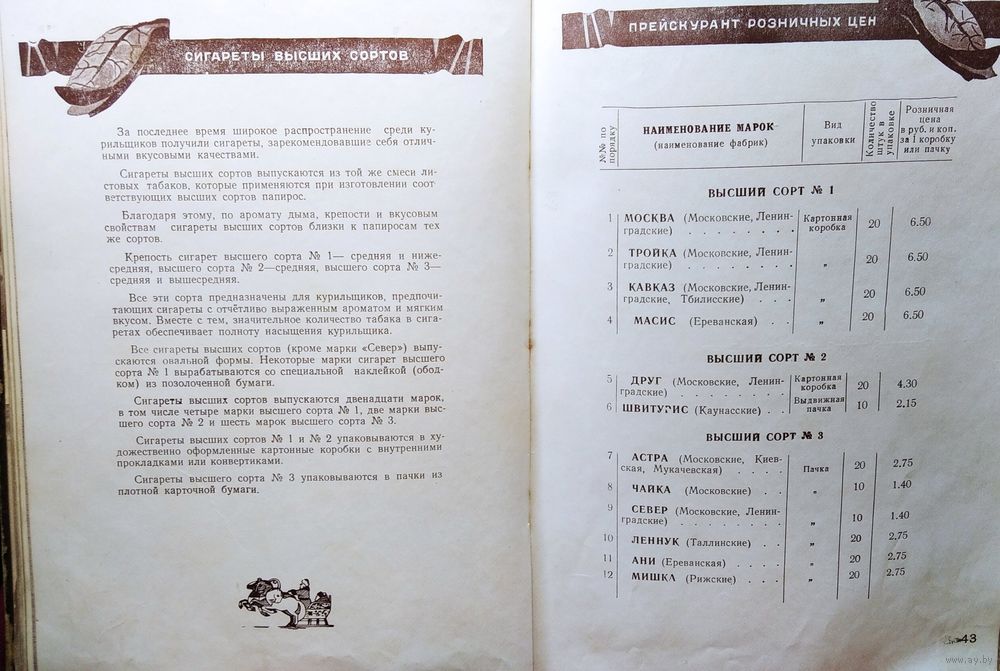 СИГАРЕТЫ ВЫСШИХ СОРТОВ
За последнее время широкое распространение среди ку-
рильщиков получили сигареты, зарекомендовавшие себя отлич-
ными вкусовыми качествами.
Сигареты высших сортов выпускаются из той же смеси ли-
стовых табаков, которые применяются при изготовлении соот-
ветствующих высших сортов папирос.
Благодаря этому, по аромату дыма, крепости и вкусовым
свойствам сигареты высших сортов близки к папиросам тех
же сортов.
Крепость сигарет высшего сорта № 1— средняя и ниже-
средняя, высшего сорта № 2—средняя, высшего сорта № 3—
средняя и вышесредняя.
Все эти сорта предназначены для курильщиков, предпочи-
тающих сигареты с отчётливо выраженным ароматом и мягким
вкусом. Вместе с тем, значительное количество табака в сига-
ретах обеспечивает полноту насыщения курильщика.
Все сигареты высших сортов (кроме марки «Север») выпу-
скаются овальной формы. Некоторые марки сигарет высшего
сорта № 1 вырабатываются со специальной наклейкой (обод-
ком) из позолоченной бумаги.
Сигареты высших сортов выпускаются двенадцати марок,
в том числе четыре марки высшего сорта № 1, две марки выс-
шего сорта № 2 и шесть марок высшего сорта № 3.
Сигареты высших сортов № 1 и № 2 упаковываются в ху-
дожественно оформленные картонные коробки с внутренними
прокладками или конвертиками.
Сигареты высшего сорта № 3 упаковываются в пачки из
плотной карточной бумаги.
ПРЕЙСКУРАНТ РОЗНИЧНЫХ ЦЕН
№№ по
порядку
НАИМЕНОВАНИЕ МАРОК
(наименование фабрик)
Вид
упаковки
Количество
штук в
упаковке
Розничная
цена
в руб. и коп.
за 1 коробку
или пачку
ВЫСШИЙ СОРТ № 1
1 МОСКВА (Московские, Ленин-
градские) . . . . . . . . Картонная коробка 20 6.50
2 ТРОЙКА (Московские, Ленин-
градские) . . . . . . . . „ 20 6.50
3 КАВКАЗ (Московские, Ленин-
градские, Тбилисские) . . . „ 20 6.50
4 МАСИС (Ереванская) . . . „ 20 6.50
ВЫСШИЙ СОРТ № 2
5 ДРУГ (Московские, Ленин-
градские) . . . . . . . . Картонная коробка 20 4.30
6 ШВИТУРИС (Каунасские) . . Выдвижная пачка 10 2.15
ВЫСШИЙ СОРТ № 3
7 АСТРА (Московские, Киев-
ская, Мукачевская) . . . . Пачка 20 2.75
8 ЧАЙКА (Московские) . . „ 10 1.40
9 СЕВЕР (Московские, Ленин-
градские) . . . . . . . . „ 10 1.40
10 ЛЕННУК (Таллинские) . . „ 20 2.75
11 АНИ (Ереванская) . . . . „ 20 2.75
12 МИШКА (Рижские) . . . „ 20 2.75
43
www.ay.by